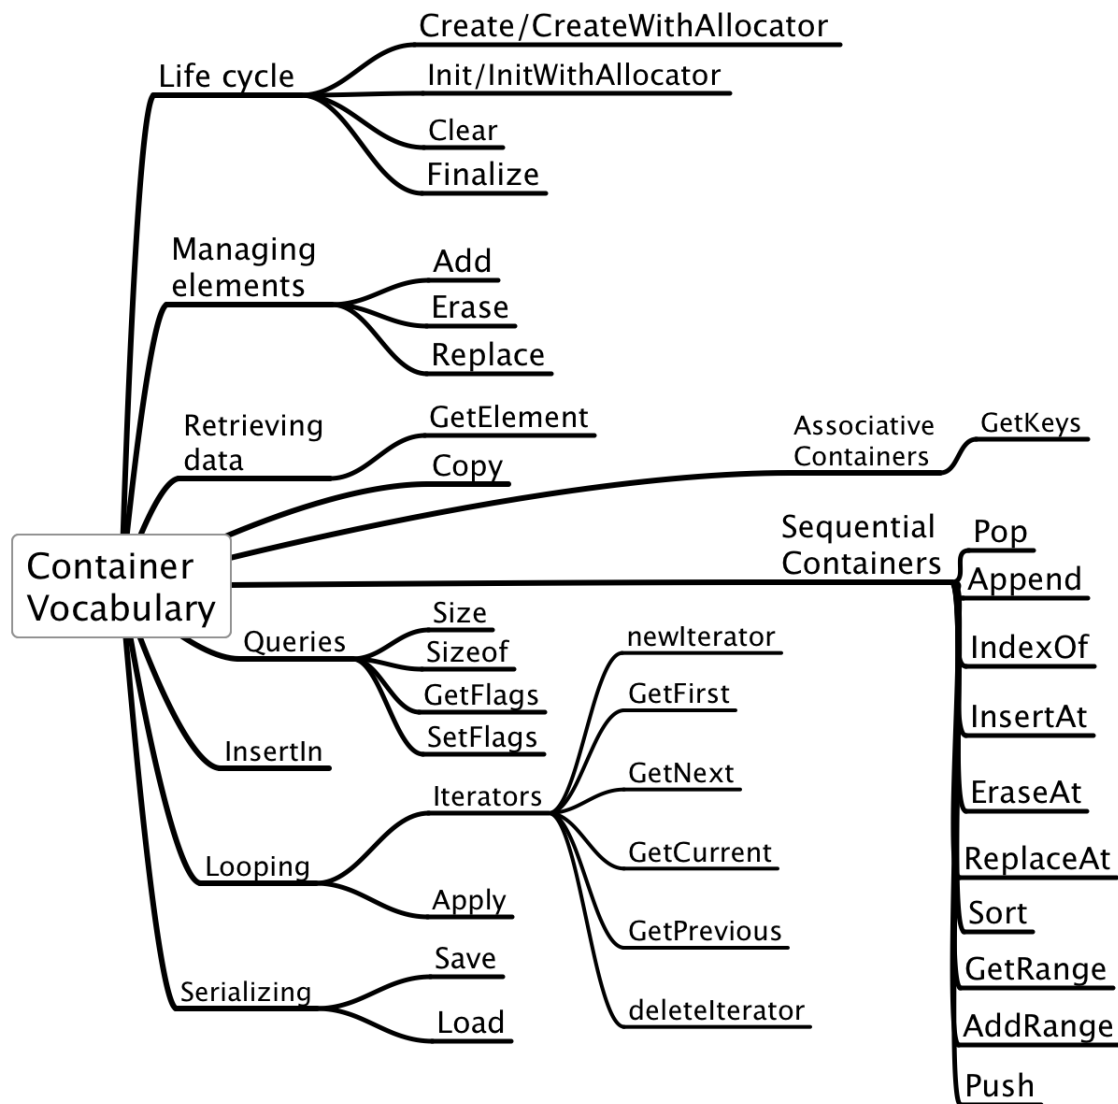 Container
Vocabulary
Life cycle
Create/CreateWithAllocator
Init/InitWithAllocator
Clear
Finalize
Managing
elements
Add
Erase
Replace
Retrieving
data
GetElement
Copy
Associative
Containers
GetKeys
Sequential
Containers
Pop
Append
IndexOf
InsertAt
EraseAt
ReplaceAt
Sort
GetRange
AddRange
Push
Queries
Size
Sizeof
GetFlags
SetFlags
InsertIn
Looping
Iterators
newIterator
GetFirst
GetNext
GetCurrent
GetPrevious
deleteIterator
Apply
Serializing
Save
Load